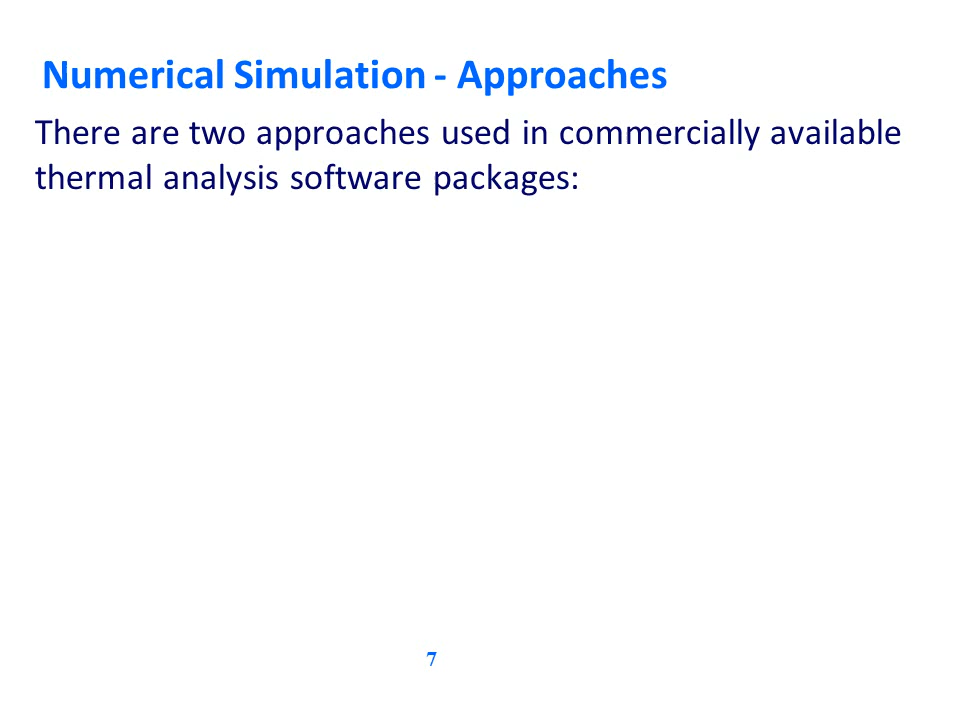 Numerical Simulation - Approaches
There are two approaches used in commercially available
thermal analysis software packages:
7